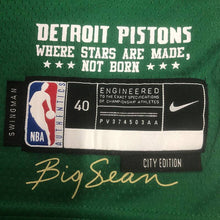 DETROIT PISTONS
WHERE STARS ARE MADE,
NOT BORN
SWINGMAN
NBA
AUTHENTICS
40
ENGINEERED
TO THE EXACT SPECIFICATIONS
OF CHAMPIONSHIP ATHLETES
PV374503AA
CITY EDITION
Big Sean